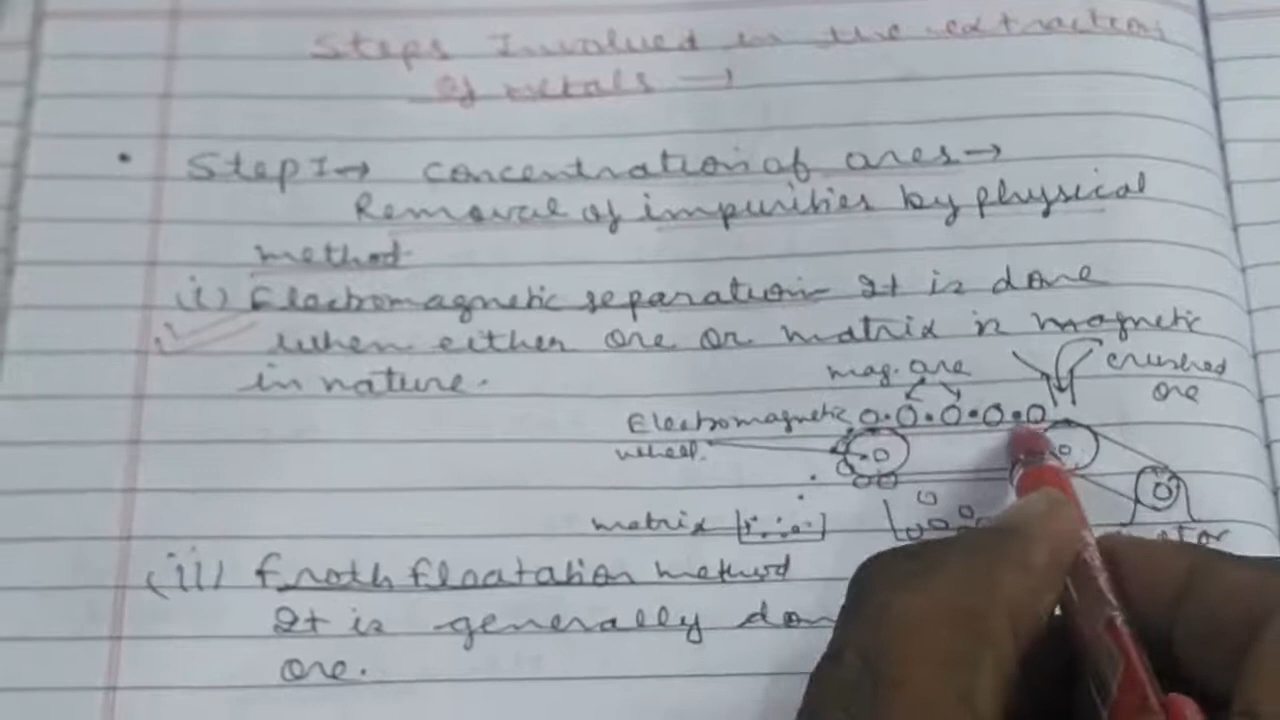 Steps Involved in the extraction
of metals →
Step I → concentration of ores →
Removal of impurities by physical
method
(i) Electromagnetic separation - It is done
when either ore or matrix is magnetic
in nature.
mag. ore
crushed
ore
Electromagnetic
wheel.
matrix
(ii) froth floatation method
It is generally
ore.